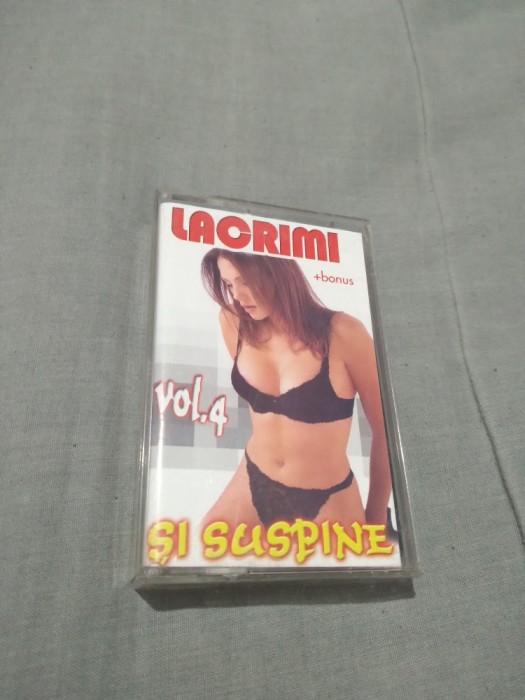 LACRIMI
+bonus
vol.4
ȘI SUSPINE